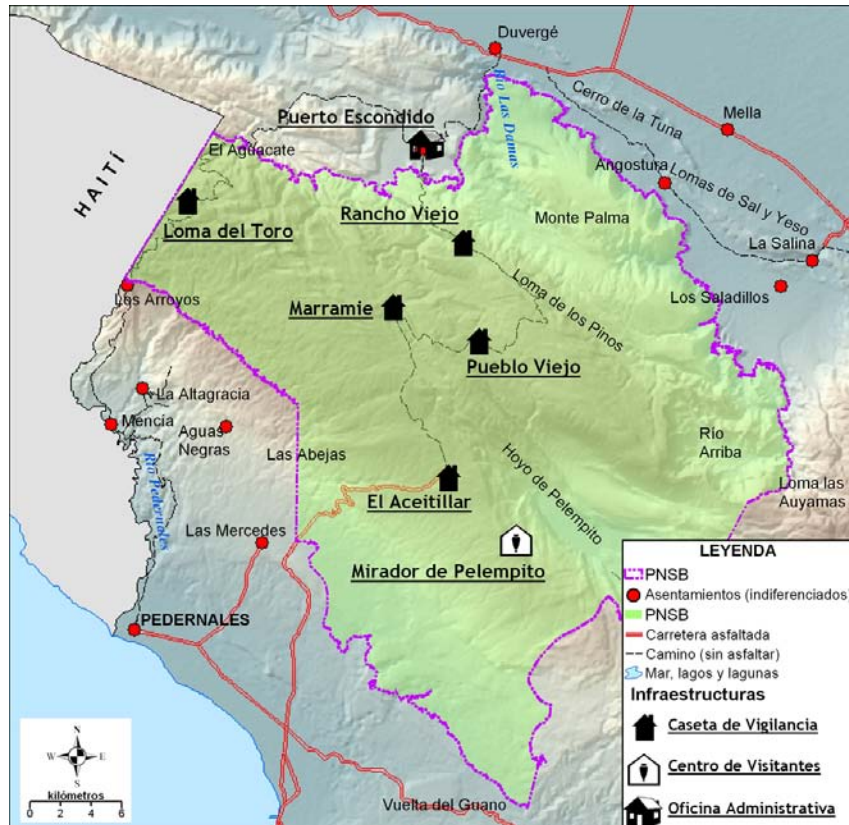 Duvergé
Río Las Damas
Cerro de la Tuna
Mella
Puerto Escondido
El Aguacate
Angostura
Lomas de Sal y Yeso
HAITÍ
Loma del Toro
Rancho Viejo
Monte Palma
La Salina
Los Arroyos
Marramie
Loma de los Pinos
Los Saladillos
Pueblo Viejo
La Altagracia
Mencía
Aguas
Negras
Las Abejas
Río
Arriba
Río Pedernales
Hoyo de Pelempito
Loma las
Auyamas
El Aceitillar
Las Mercedes
Mirador de Pelempito
PEDERNALES
Vuelta del Guano
LEYENDA
PNSB
Asentamientos (indiferenciados)
PNSB
Carretera asfaltada
Camino (sin asfaltar)
Mar, lagos y lagunas
Infraestructuras
Caseta de Vigilancia
Centro de Visitantes
Oficina Administrativa
N
W E
S
kilómetros
0 2 4 6